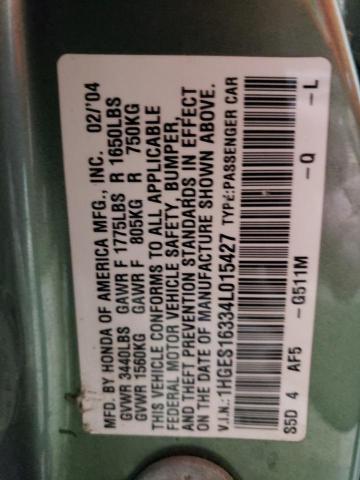 MFD. BY HONDA OF AMERICA MFG., INC. 02/'04
GVWR 3440LBS GAWR F 1775LBS R 1650LBS
GVWR 1560KG GAWR F 805KG R 750KG
THIS VEHICLE CONFORMS TO ALL APPLICABLE
FEDERAL MOTOR VEHICLE SAFETY, BUMPER,
AND THEFT PREVENTION STANDARDS IN EFFECT
ON THE DATE OF MANUFACTURE SHOWN ABOVE.
V.I.N.: 1HGES16334L015427 TYPE: PASSENGER CAR
S5D 4 AF5 -G511M -Q -L